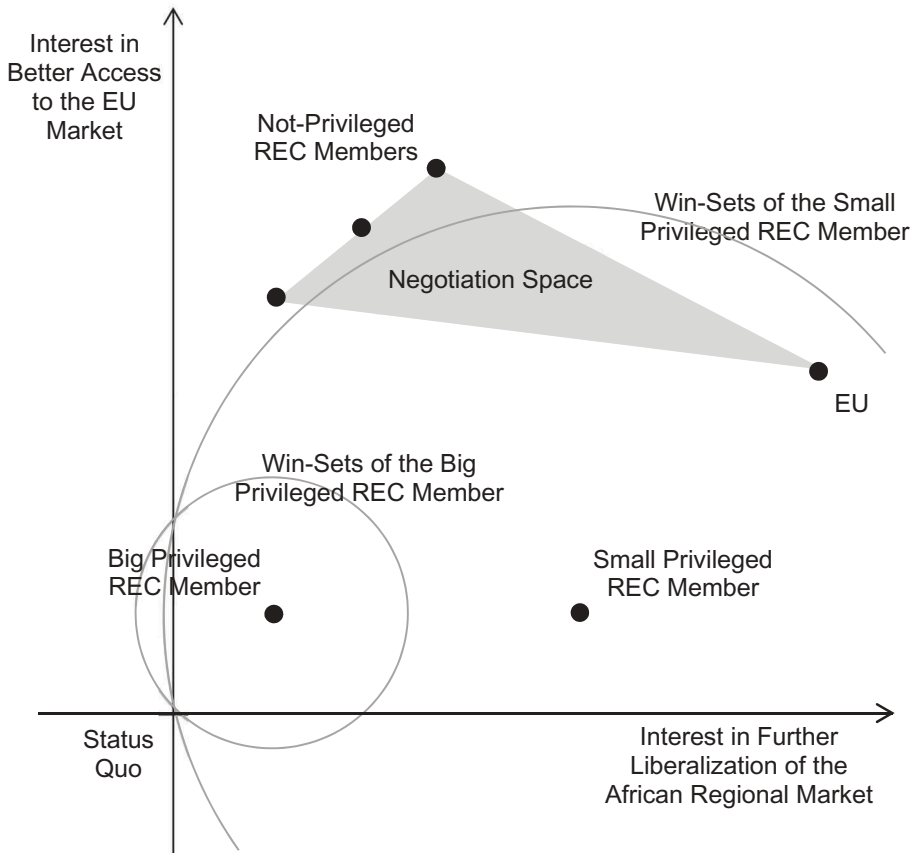 Interest in
Better Access
to the EU
Market
Not-Privileged
REC Members
Win-Sets of the Small
Privileged REC Member
Negotiation Space
EU
Win-Sets of the Big
Privileged REC Member
Big Privileged
REC Member
Small Privileged
REC Member
Status
Quo
Interest in Further
Liberalization of the
African Regional Market